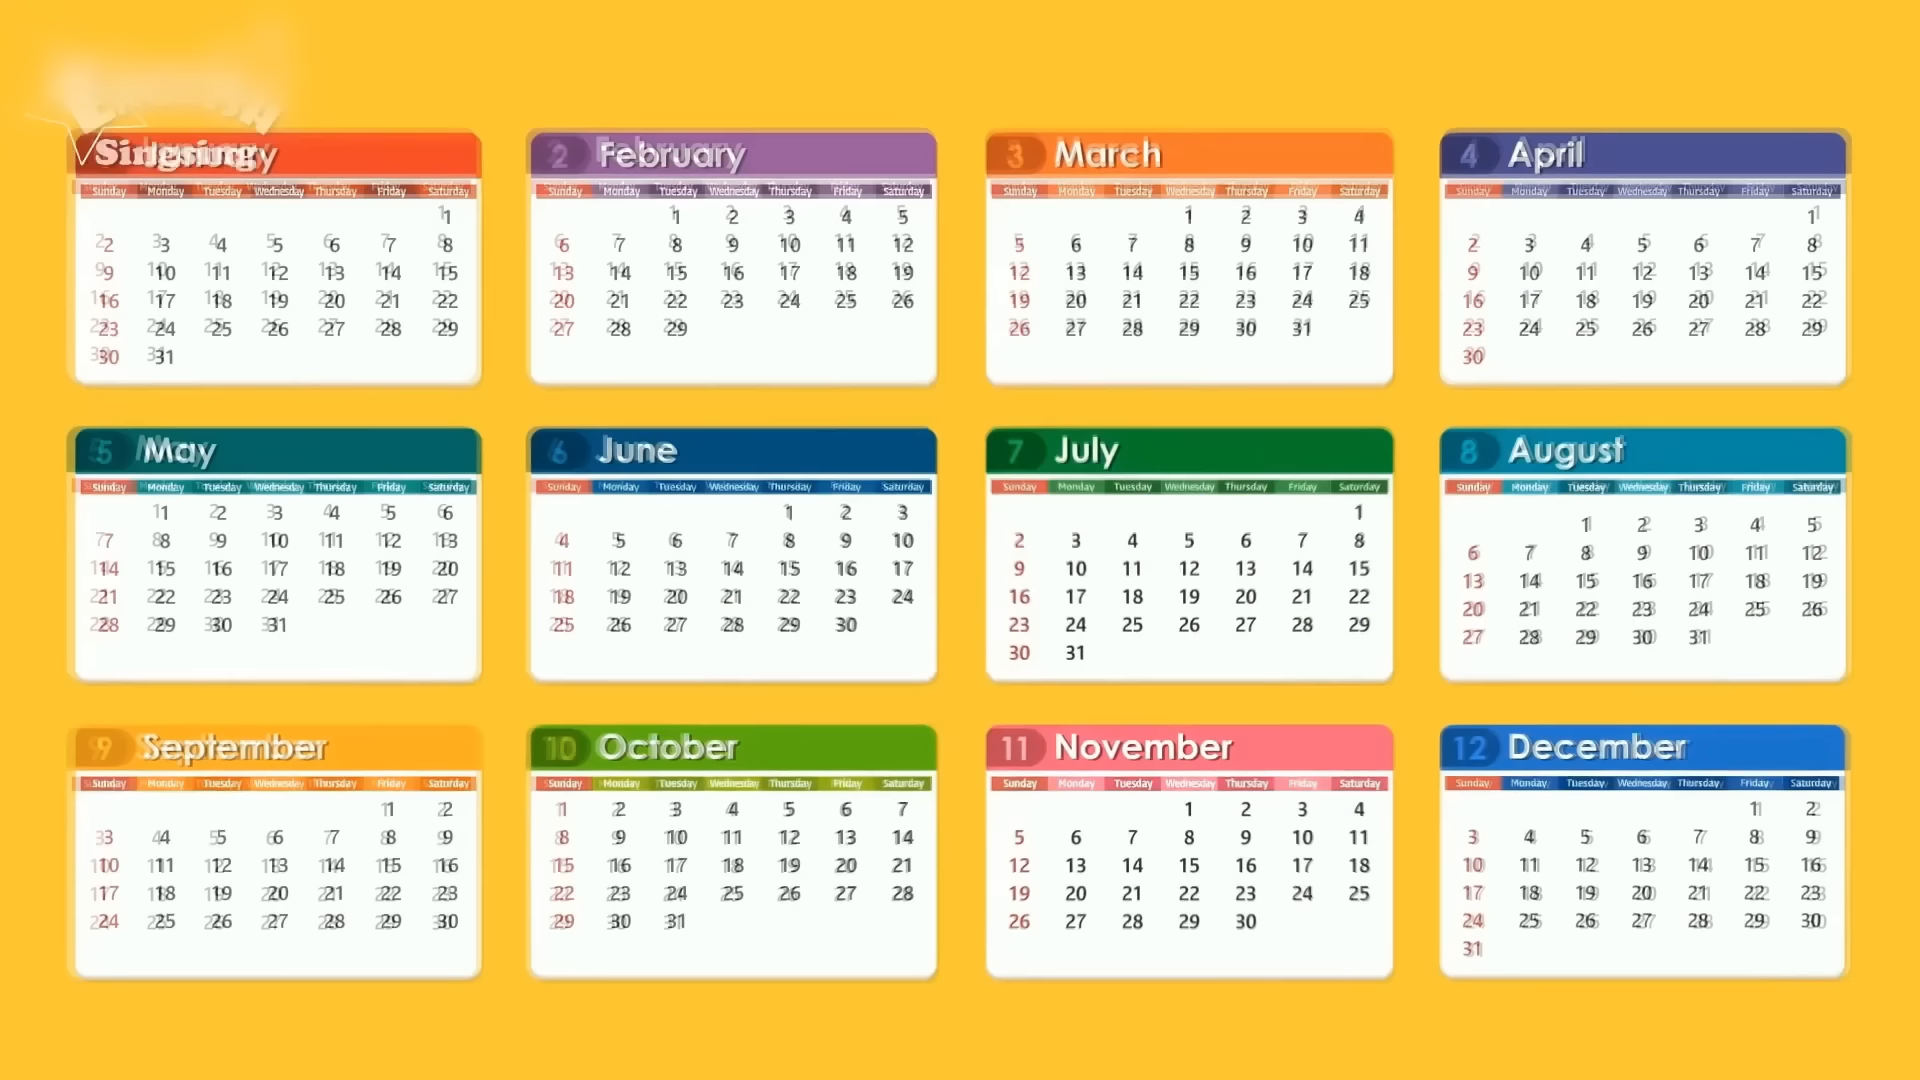 Singsing
January
Sunday Monday Tuesday Wednesday Thursday Friday Saturday
1
2 3 4 5 6 7 8
9 10 11 12 13 14 15
16 17 18 19 20 21 22
23 24 25 26 27 28 29
30 31
2 February
Sunday Monday Tuesday Wednesday Thursday Friday Saturday
1 2 3 4 5
6 7 8 9 10 11 12
13 14 15 16 17 18 19
20 21 22 23 24 25 26
27 28 29
3 March
Sunday Monday Tuesday Wednesday Thursday Friday Saturday
1 2 3 4
5 6 7 8 9 10 11
12 13 14 15 16 17 18
19 20 21 22 23 24 25
26 27 28 29 30 31
4 April
Sunday Monday Tuesday Wednesday Thursday Friday Saturday
1
2 3 4 5 6 7 8
9 10 11 12 13 14 15
16 17 18 19 20 21 22
23 24 25 26 27 28 29
30
5 May
Sunday Monday Tuesday Wednesday Thursday Friday Saturday
1 2 3 4 5 6
7 8 9 10 11 12 13
14 15 16 17 18 19 20
21 22 23 24 25 26 27
28 29 30 31
6 June
Sunday Monday Tuesday Wednesday Thursday Friday Saturday
1 2 3
4 5 6 7 8 9 10
11 12 13 14 15 16 17
18 19 20 21 22 23 24
25 26 27 28 29 30
7 July
Sunday Monday Tuesday Wednesday Thursday Friday Saturday
1
2 3 4 5 6 7 8
9 10 11 12 13 14 15
16 17 18 19 20 21 22
23 24 25 26 27 28 29
30 31
8 August
Sunday Monday Tuesday Wednesday Thursday Friday Saturday
1 2 3 4 5
6 7 8 9 10 11 12
13 14 15 16 17 18 19
20 21 22 23 24 25 26
27 28 29 30 31
9 September
Sunday Monday Tuesday Wednesday Thursday Friday Saturday
1 2
3 4 5 6 7 8 9
10 11 12 13 14 15 16
17 18 19 20 21 22 23
24 25 26 27 28 29 30
10 October
Sunday Monday Tuesday Wednesday Thursday Friday Saturday
1 2 3 4 5 6 7
8 9 10 11 12 13 14
15 16 17 18 19 20 21
22 23 24 25 26 27 28
29 30 31
11 November
Sunday Monday Tuesday Wednesday Thursday Friday Saturday
1 2 3 4
5 6 7 8 9 10 11
12 13 14 15 16 17 18
19 20 21 22 23 24 25
26 27 28 29 30
12 December
Sunday Monday Tuesday Wednesday Thursday Friday Saturday
1 2
3 4 5 6 7 8 9
10 11 12 13 14 15 16
17 18 19 20 21 22 23
24 25 26 27 28 29 30
31